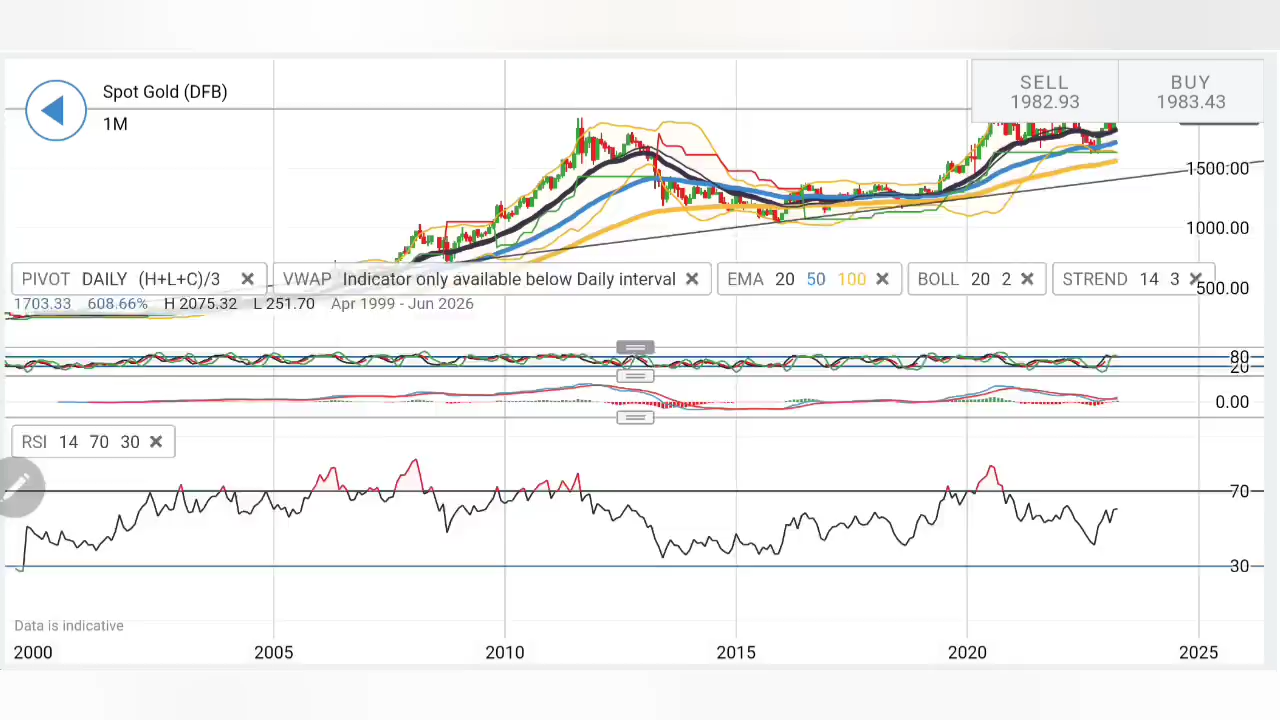 Spot Gold (DFB)
1M
SELL
1982.93
BUY
1983.43
1500.00
1000.00
PIVOT DAILY (H+L+C)/3
VWAP Indicator only available below Daily interval
EMA 20 50 100
BOLL 20 2
STREND 14 3
500.00
1703.33 608.66% H 2075.32 L 251.70 Apr 1999 - Jun 2026
80
20
0.00
RSI 14 70 30
70
30
Data is indicative
2000 2005 2010 2015 2020 2025